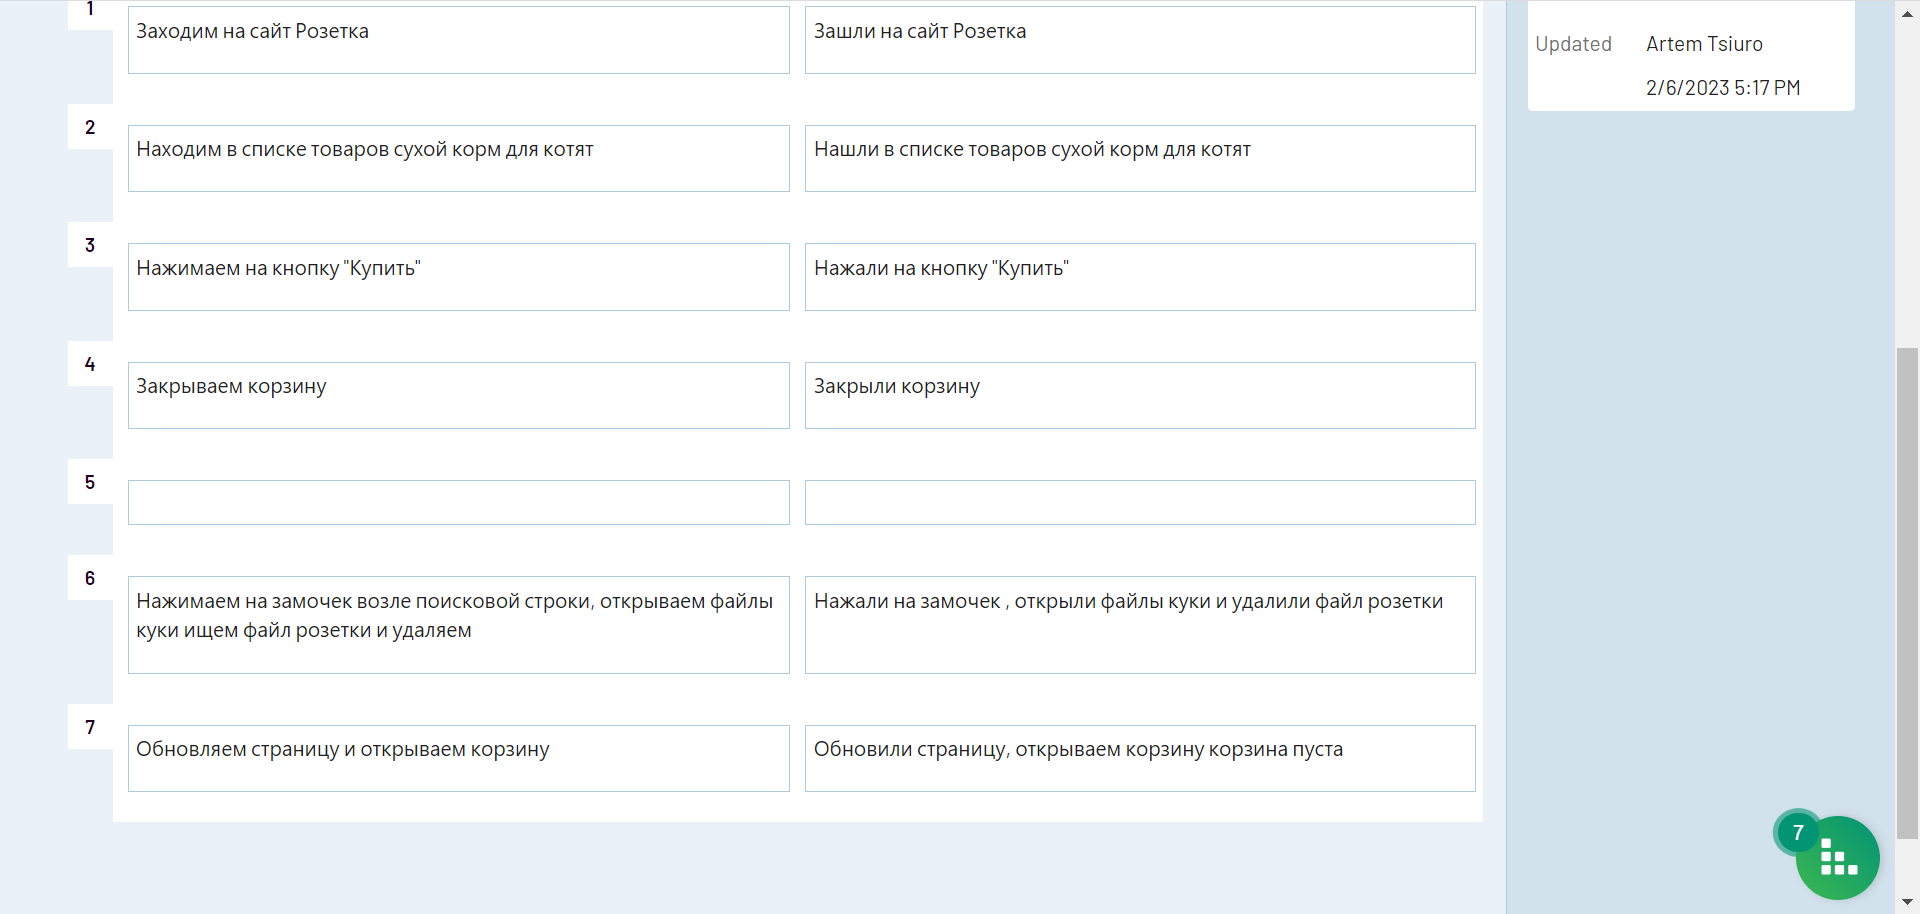 1
Заходим на сайт Розетка
Зашли на сайт Розетка
2
Находим в списке товаров сухой корм для котят
Нашли в списке товаров сухой корм для котят
3
Нажимаем на кнопку "Купить"
Нажали на кнопку "Купить"
4
Закрываем корзину
Закрыли корзину
5
6
Нажимаем на замочек возле поисковой строки, открываем файлы
куки ищем файл розетки и удаляем
Нажали на замочек , открыли файлы куки и удалили файл розетки
7
Обновляем страницу и открываем корзину
Обновили страницу, открываем корзину корзина пуста
Updated
Artem Tsiuro
2/6/2023 5:17 PM
7